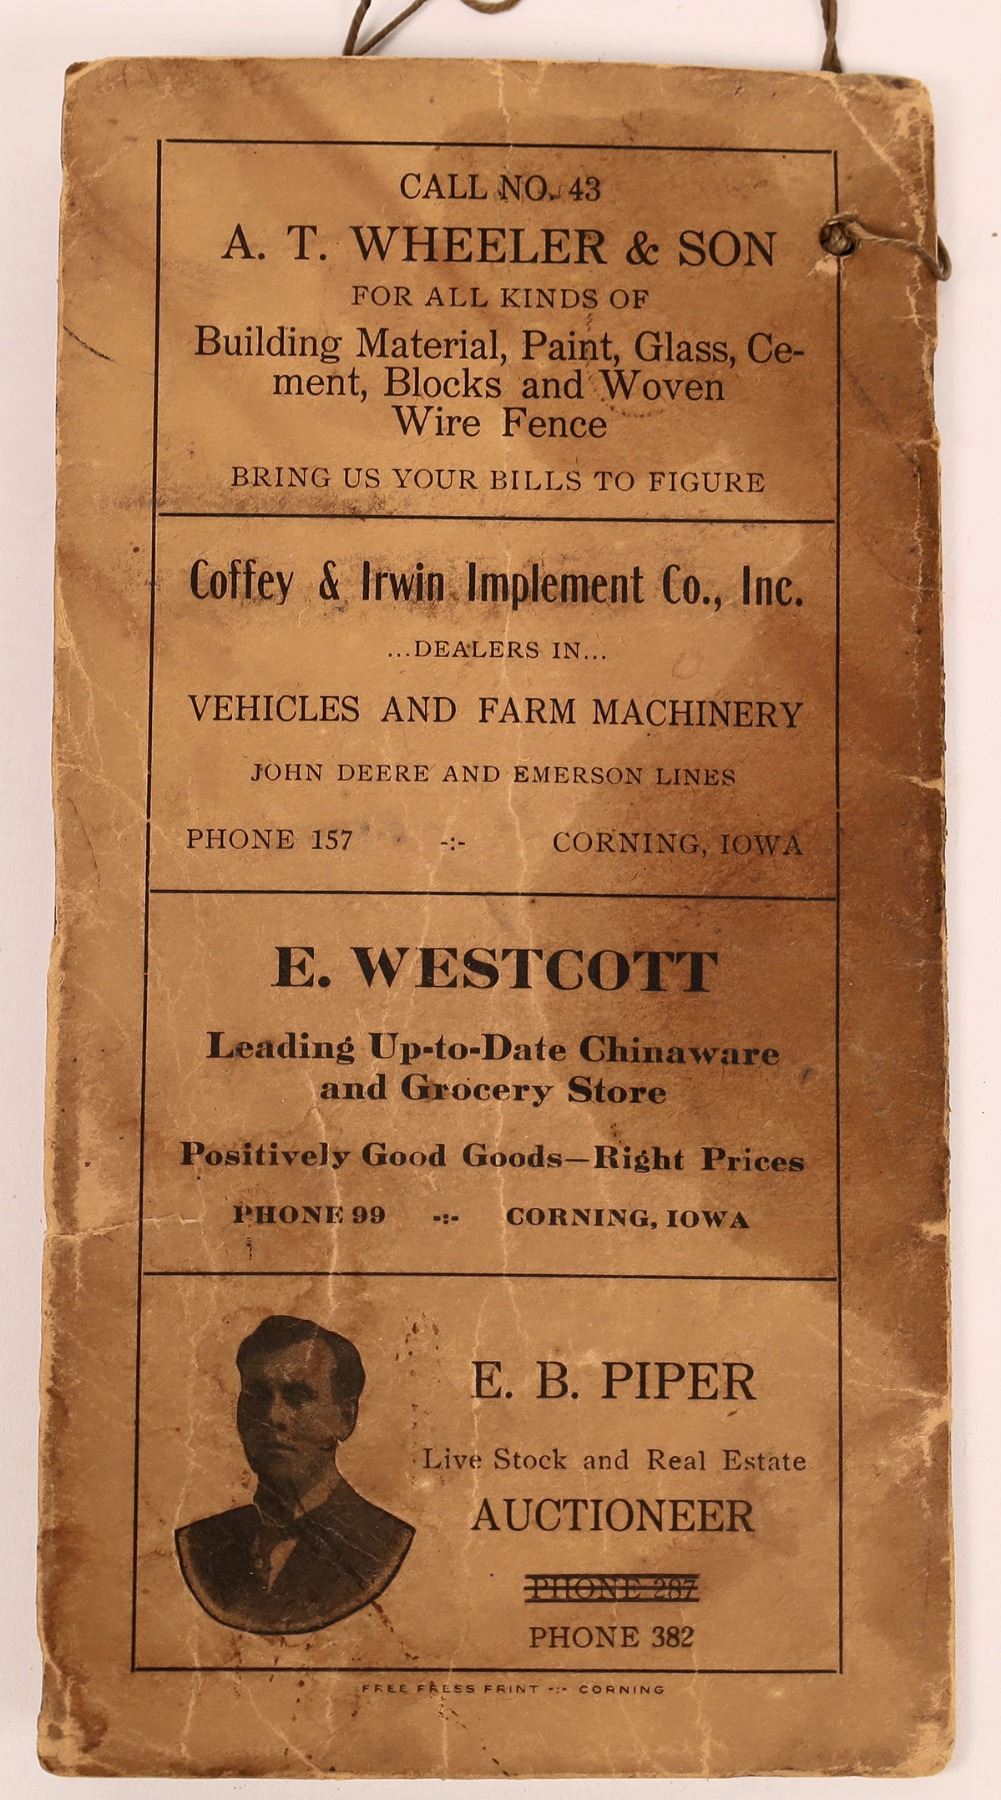 CALL NO. 43
A. T. WHEELER & SON
FOR ALL KINDS OF
Building Material, Paint, Glass, Ce-
ment, Blocks and Woven
Wire Fence
BRING US YOUR BILLS TO FIGURE
Coffey & Irwin Implement Co., Inc.
...DEALERS IN...
VEHICLES AND FARM MACHINERY
JOHN DEERE AND EMERSON LINES
PHONE 157 -:- CORNING, IOWA
E. WESTCOTT
Leading Up-to-Date Chinaware
and Grocery Store
Positively Good Goods—Right Prices
PHONE 99 -:- CORNING, IOWA
E. B. PIPER
Live Stock and Real Estate
AUCTIONEER
PHONE 287
PHONE 382
FREE PRESS PRINT -:- CORNING